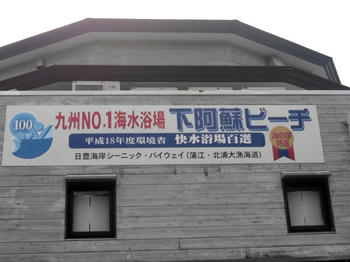 100
九州NO.1海水浴場 下阿蘇ビーチ
平成18年度環境省 快水浴場百選
海の部
特選
日豊海岸シーニック・バイウェイ(蒲江・北浦大漁海道)